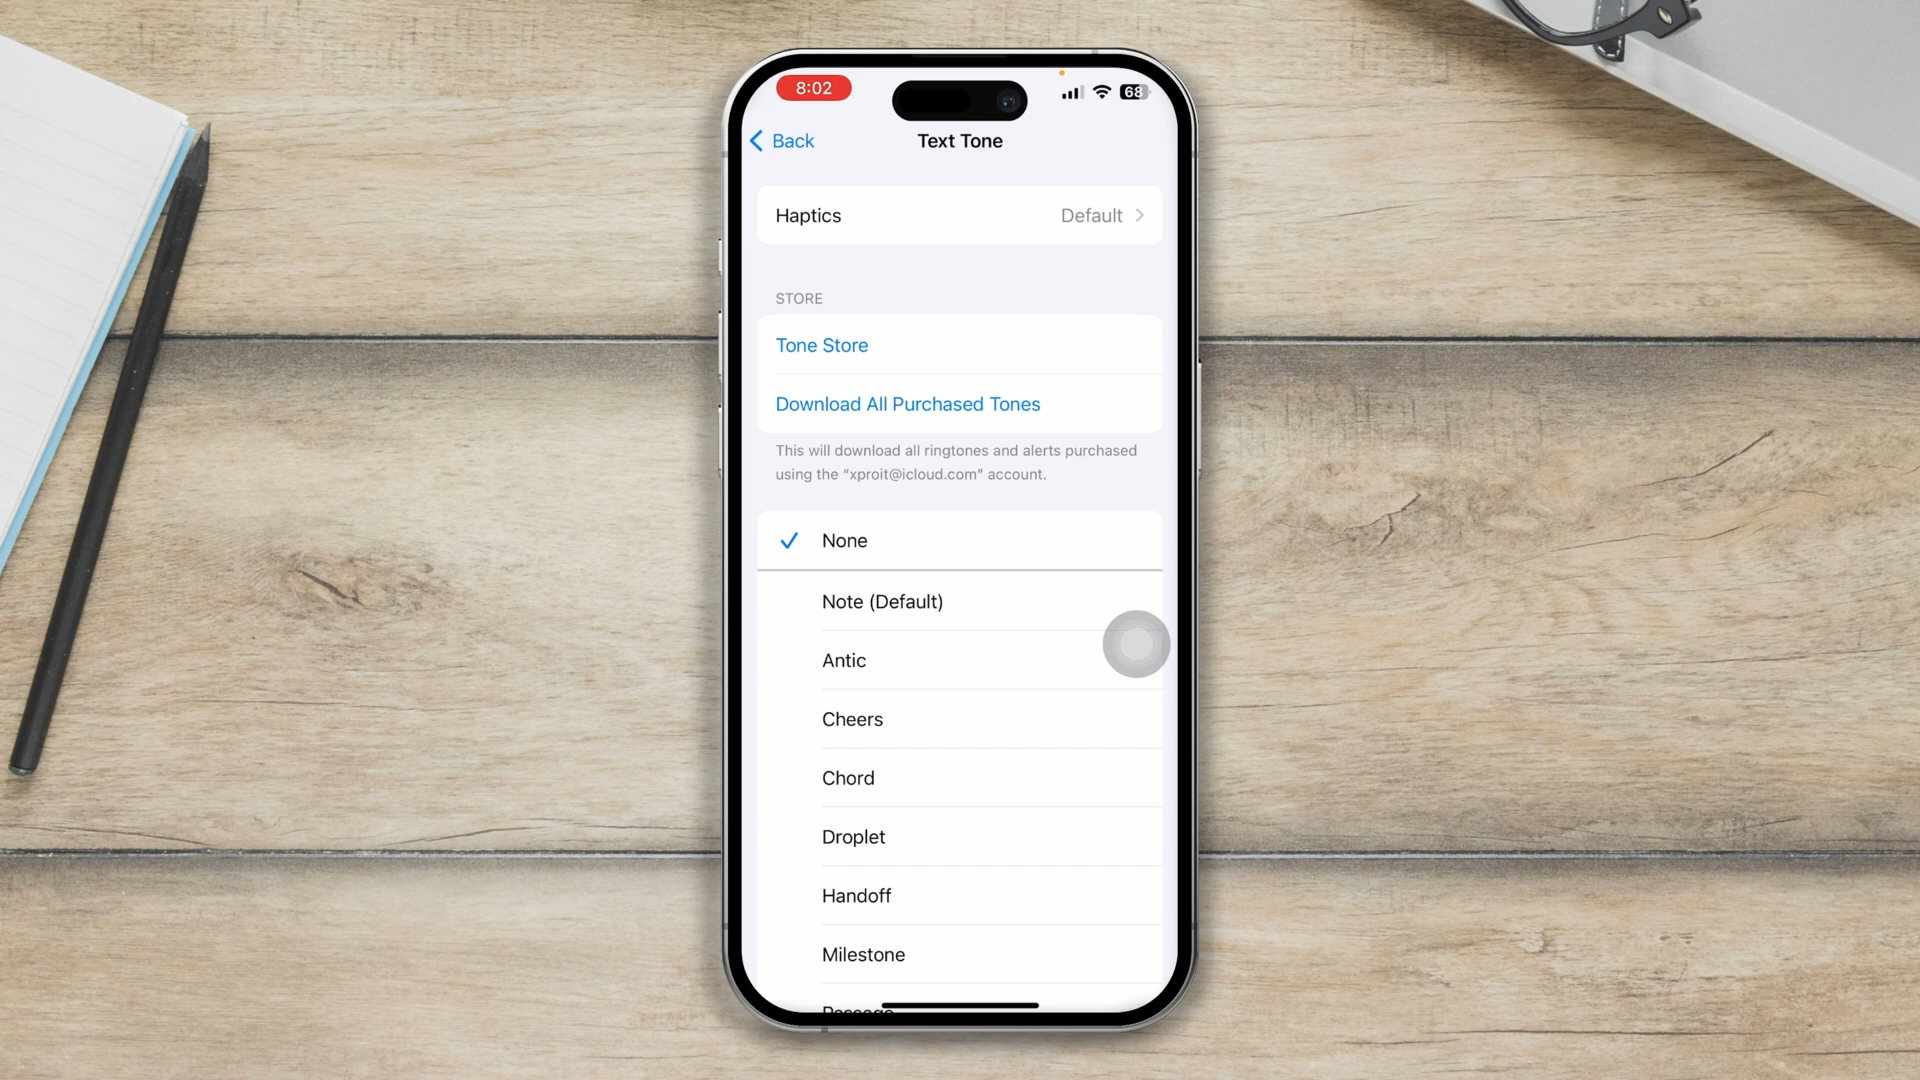 8:02
68
Back
Text Tone
Haptics
Default
STORE
Tone Store
Download All Purchased Tones
This will download all ringtones and alerts purchased
using the “xproit@icloud.com” account.
None
Note (Default)
Antic
Cheers
Chord
Droplet
Handoff
Milestone
Passage